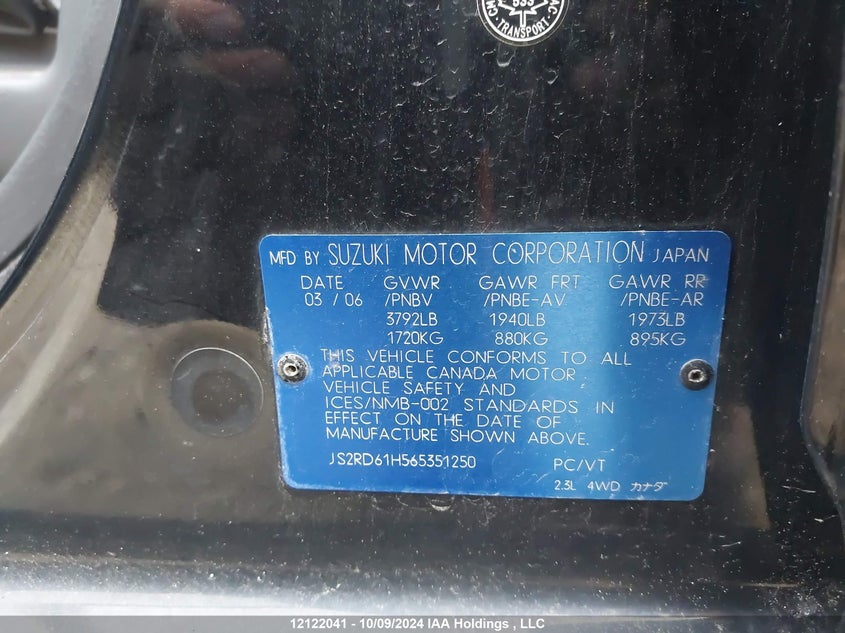 533
CM
AC
TRANSPORT
MFD BY SUZUKI MOTOR CORPORATION JAPAN
DATE GVWR GAWR FRT GAWR RR
03 / 06 /PNBV /PNBE-AV /PNBE-AR
3792LB 1940LB 1973LB
1720KG 880KG 895KG
THIS VEHICLE CONFORMS TO ALL
APPLICABLE CANADA MOTOR
VEHICLE SAFETY AND
ICES/NMB-002 STANDARDS IN
EFFECT ON THE DATE OF
MANUFACTURE SHOWN ABOVE.
JS2RD61H565351250 PC/VT
2.3L 4WD カナダ
12122041 - 10/09/2024 IAA Holdings , LLC